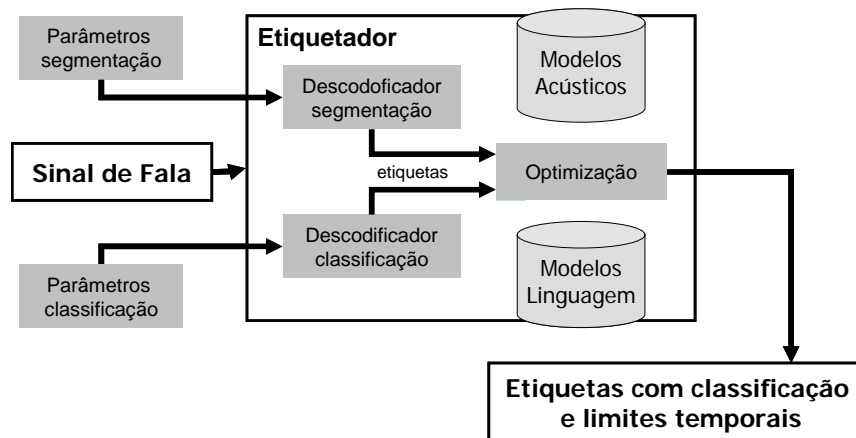 Parâmetros
segmentação
Etiquetador
Modelos
Acústicos
Descodoficador
segmentação
Sinal de Fala
etiquetas
Optimização
Descodificador
classificação
Parâmetros
classificação
Modelos
Linguagem
Etiquetas com classificação
e limites temporais